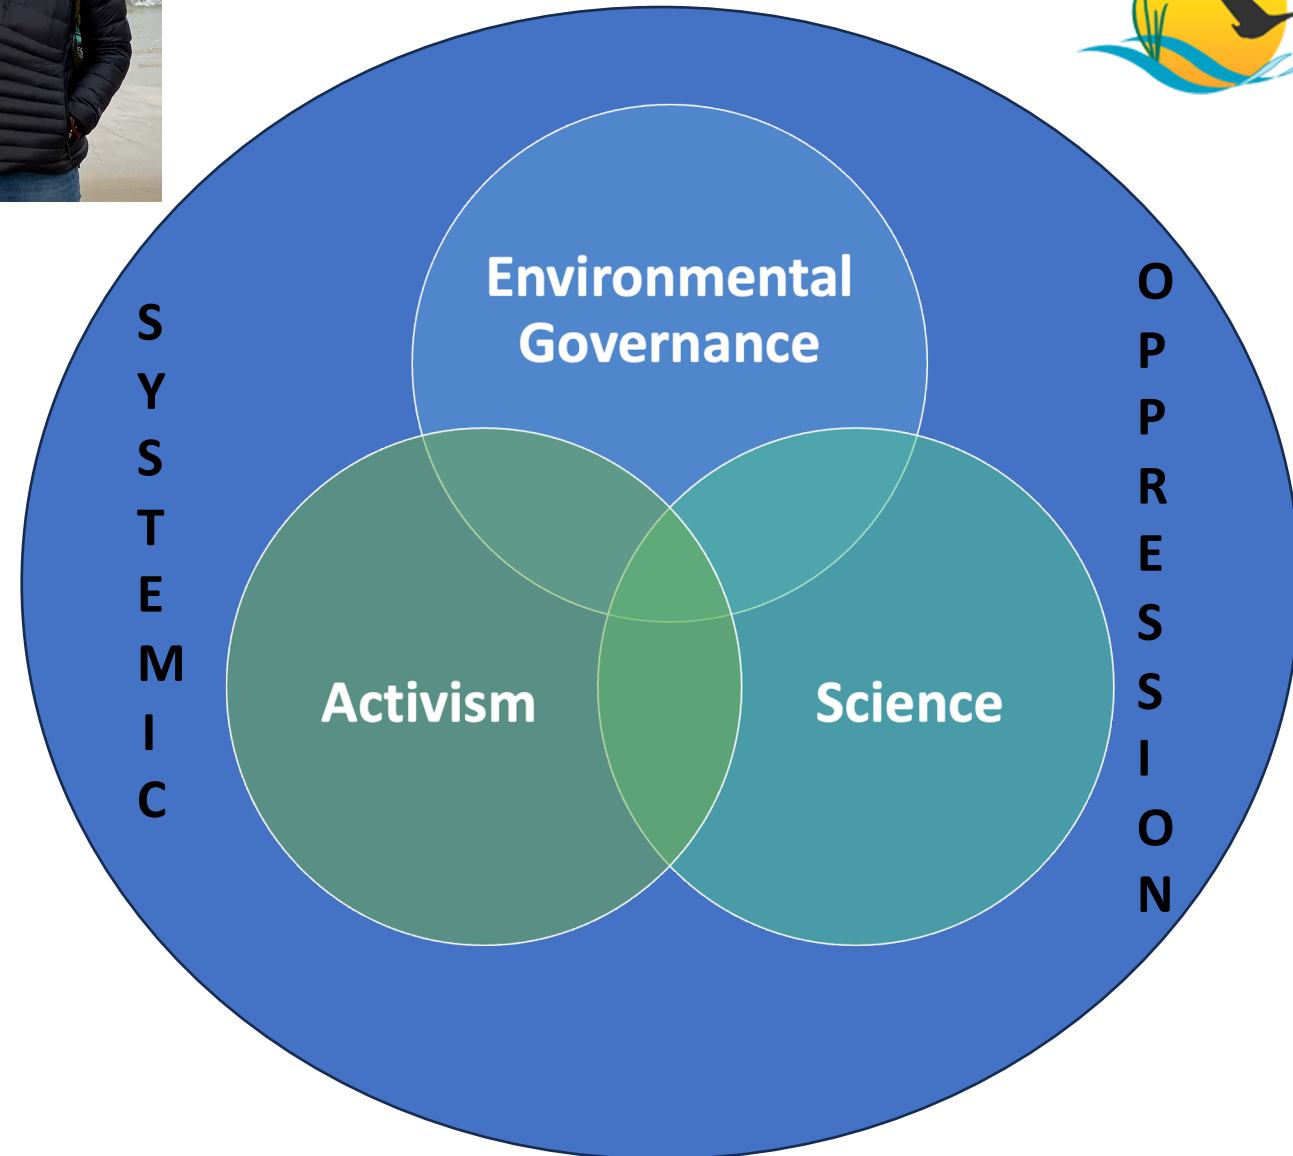 Environmental
Governance
SYSTEMIC
OPPRESSION
Activism
Science